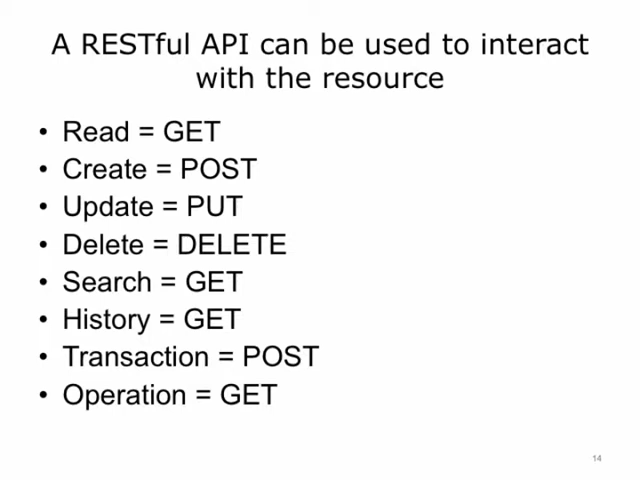 A RESTful API can be used to interact
with the resource
• Read = GET
• Create = POST
• Update = PUT
• Delete = DELETE
• Search = GET
• History = GET
• Transaction = POST
• Operation = GET
14